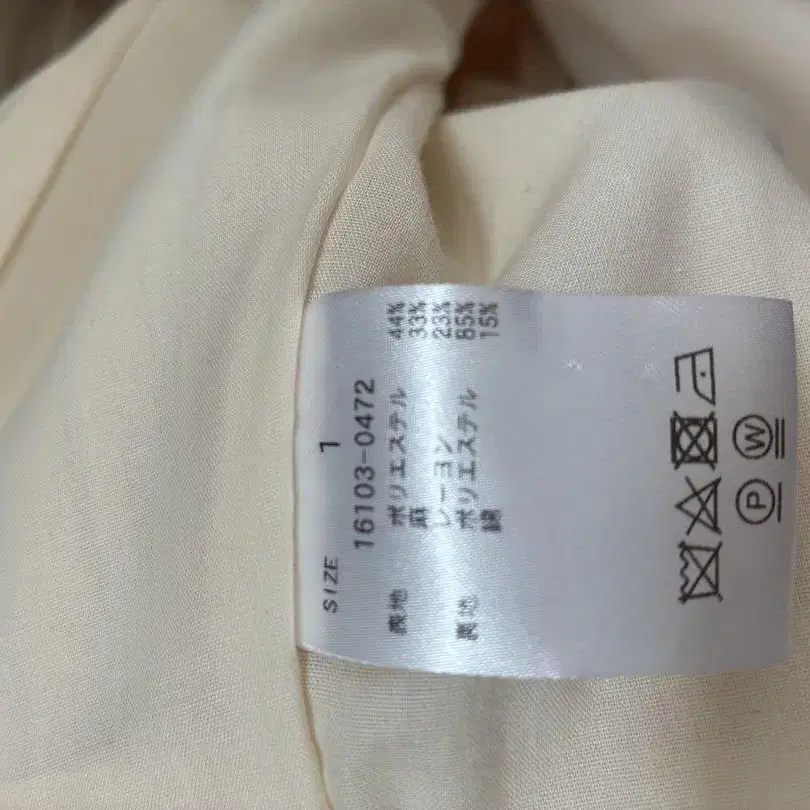 SIZE 1
16103-0472
表地 ポリエステル 44%
麻 33%
レーヨン 23%
裏地 ポリエステル 85%
綿 15%
P W